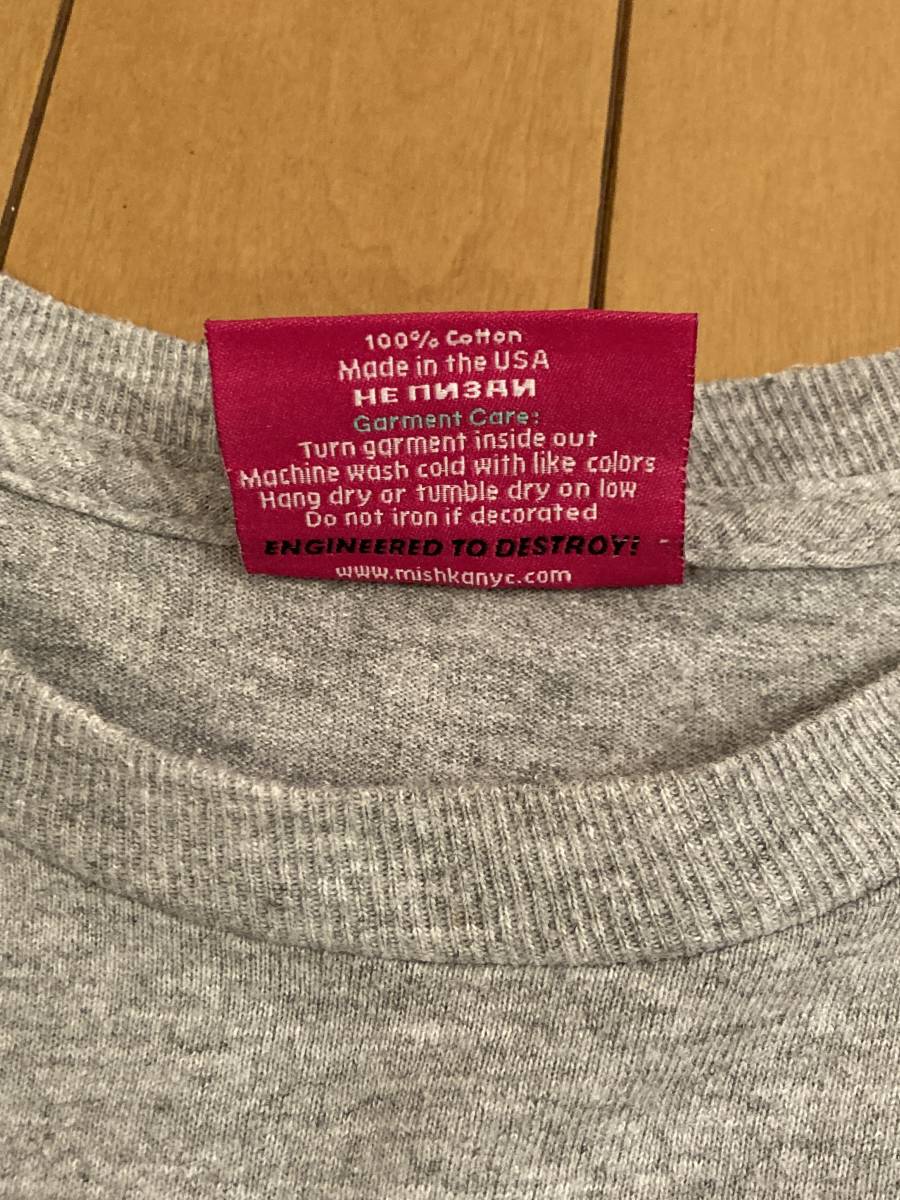 100% Cotton
Made in the USA
НЕ ПИЗДИ
Garment Care:
Turn garment inside out
Machine wash cold with like colors
Hang dry or tumble dry on low
Do not iron if decorated
ENGINEERED TO DESTROY!
www.mishkanyc.com